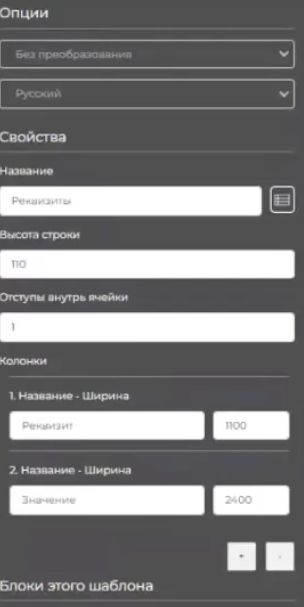 Опции
Без преобразования
Русский
Свойства
Название
Реквизиты
Высота строки
110
Отступы внутрь ячейки
1
Колонки
1. Название - Ширина
Реквизит 1100
2. Название - Ширина
Значение 2400
+ -
Блоки этого шаблона